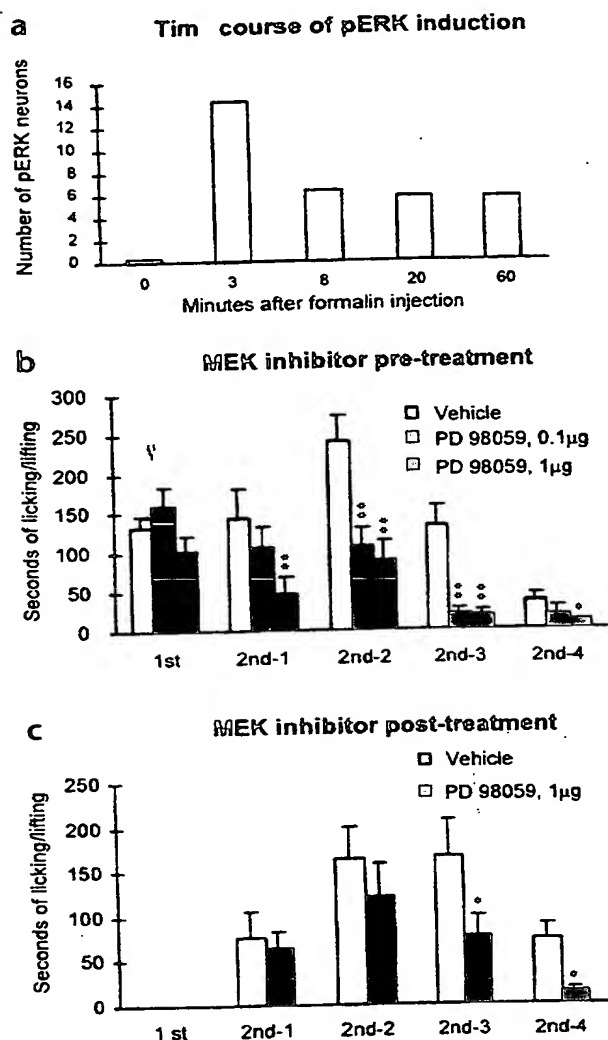 a Tim course of pERK induction
Number of pERK neurons
16
14
12
10
8
6
4
2
0
0 3 8 20 60
Minutes after formalin injection
b MEK inhibitor pre-treatment
Seconds of licking/lifting
300
250
200
150
100
50
0
Vehicle
PD 98059, 0.1µg
PD 98059, 1µg
** ** ** ** ** *
1st 2nd-1 2nd-2 2nd-3 2nd-4
c MEK inhibitor post-treatment
Seconds of licking/lifting
250
200
150
100
50
0
Vehicle
PD 98059, 1µg
* *
1 st 2nd-1 2nd-2 2nd-3 2nd-4